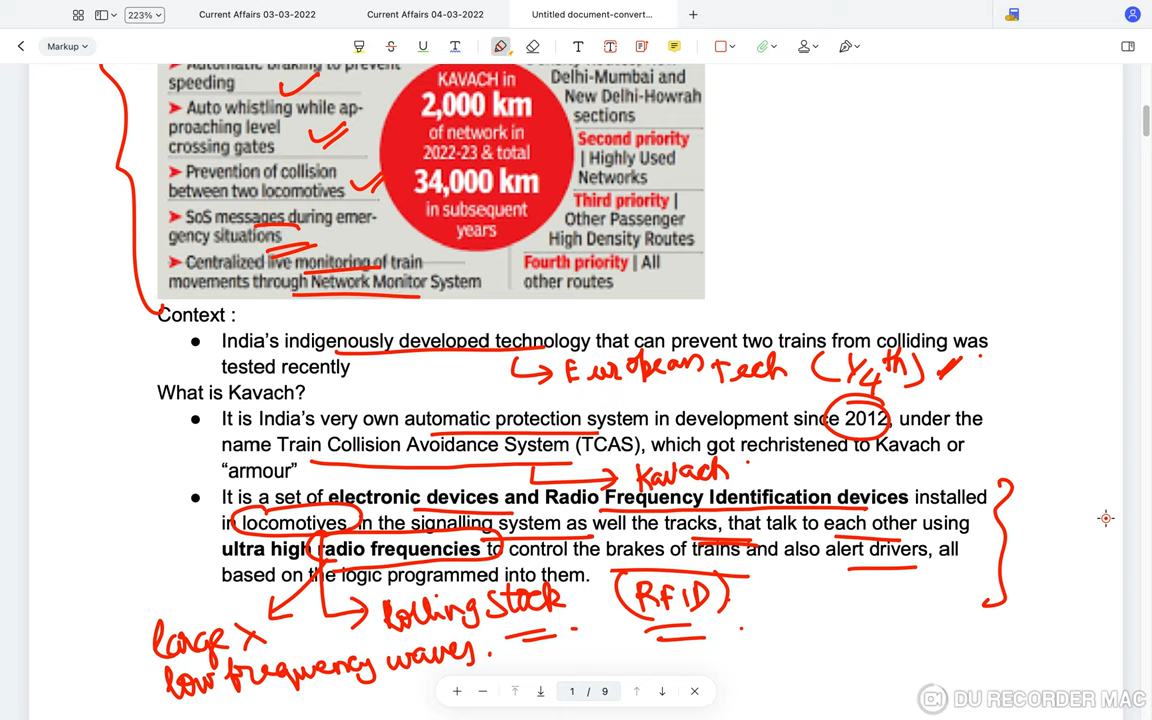 223%
Current Affairs 03-03-2022
Current Affairs 04-03-2022
Untitled document-convert...
Markup
➤ Automatic braking to prevent
speeding
➤ Auto whistling while ap-
proaching level
crossing gates
➤ Prevention of collision
between two locomotives
➤ SoS messages during emer-
gency situations
➤ Centralized live monitoring of train
movements through Network Monitor System
KAVACH in
2,000 km
of network in
2022-23 & total
34,000 km
in subsequent
years
Delhi-Mumbai and
New Delhi-Howrah
sections
Second priority
| Highly Used
Networks
Third priority |
Other Passenger
High Density Routes
Fourth priority | All
other routes
Context :
● India's indigenously developed technology that can prevent two trains from colliding was
tested recently
European Tech (1/4th)
What is Kavach?
● It is India's very own automatic protection system in development since 2012, under the
name Train Collision Avoidance System (TCAS), which got rechristened to Kavach or
"armour"
Kavach
● It is a set of electronic devices and Radio Frequency Identification devices installed
in locomotives, in the signalling system as well the tracks, that talk to each other using
ultra high radio frequencies to control the brakes of trains and also alert drivers, all
based on the logic programmed into them.
Rolling Stock
(RFID)
large λ
low frequency waves.
1 / 9
DU RECORDER MAC